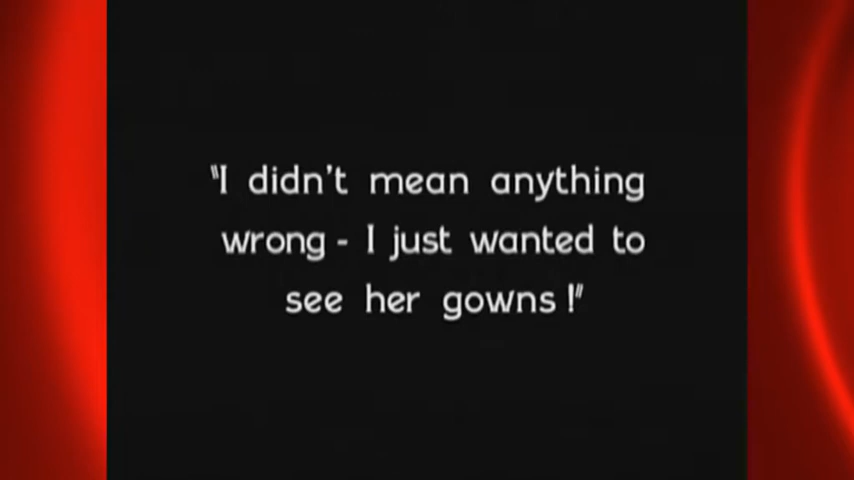 "I didn't mean anything
wrong - I just wanted to
see her gowns!"